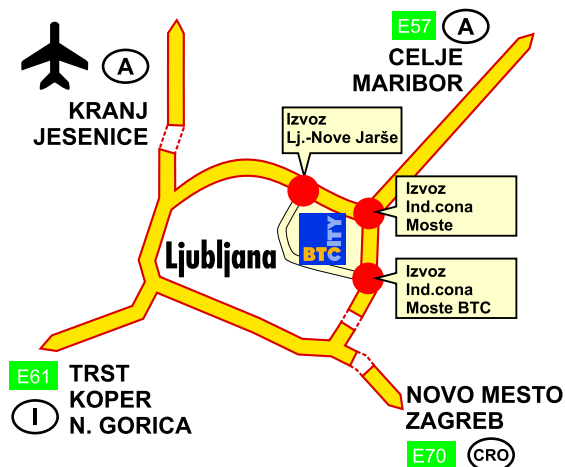 E57 A
CELJE
MARIBOR
A
KRANJ
JESENICE
Izvoz
Lj.-Nove Jarše
Izvoz
Ind.cona
Moste
Ljubljana
BTC CITY
Izvoz
Ind.cona
Moste BTC
E61
I
TRST
KOPER
N. GORICA
NOVO MESTO
ZAGREB
E70 CRO